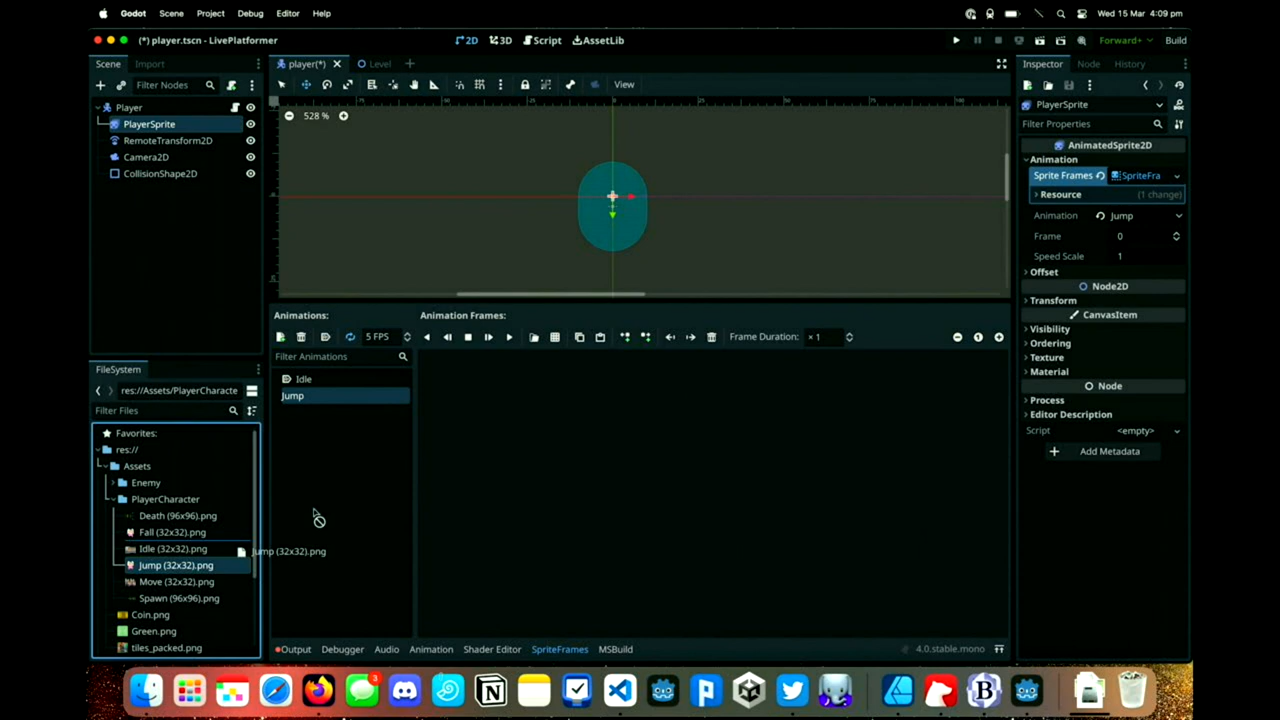 Godot Scene Project Debug Editor Help Wed 15 Mar 4:09 pm
(*) player.tscn - LivePlatformer 2D 3D Script AssetLib Forward+ Build
Scene Import player(*) Level Inspector Node History
Filter Nodes View
Player PlayerSprite
PlayerSprite 528 % Filter Properties
RemoteTransform2D AnimatedSprite2D
Camera2D Animation
CollisionShape2D Sprite Frames SpriteFra
Resource (1 change)
Animation Jump
Frame 0
Speed Scale 1
Offset
Node2D
Transform
Animations: Animation Frames: CanvasItem
5 FPS Frame Duration: × 1 Visibility
Ordering
Filter Animations Texture
FileSystem Material
Idle Node
res://Assets/PlayerCharacte Jump Process
Filter Files Editor Description
Favorites: Script <empty>
res:// Add Metadata
Assets
Enemy
PlayerCharacter
Death (96x96).png
Fall (32x32).png
Idle (32x32).png Jump (32x32).png
Jump (32x32).png
Move (32x32).png
Spawn (96x96).png
Coin.png
Green.png
tiles_packed.png Output Debugger Audio Animation Shader Editor SpriteFrames MSBuild 4.0.stable.mono
3